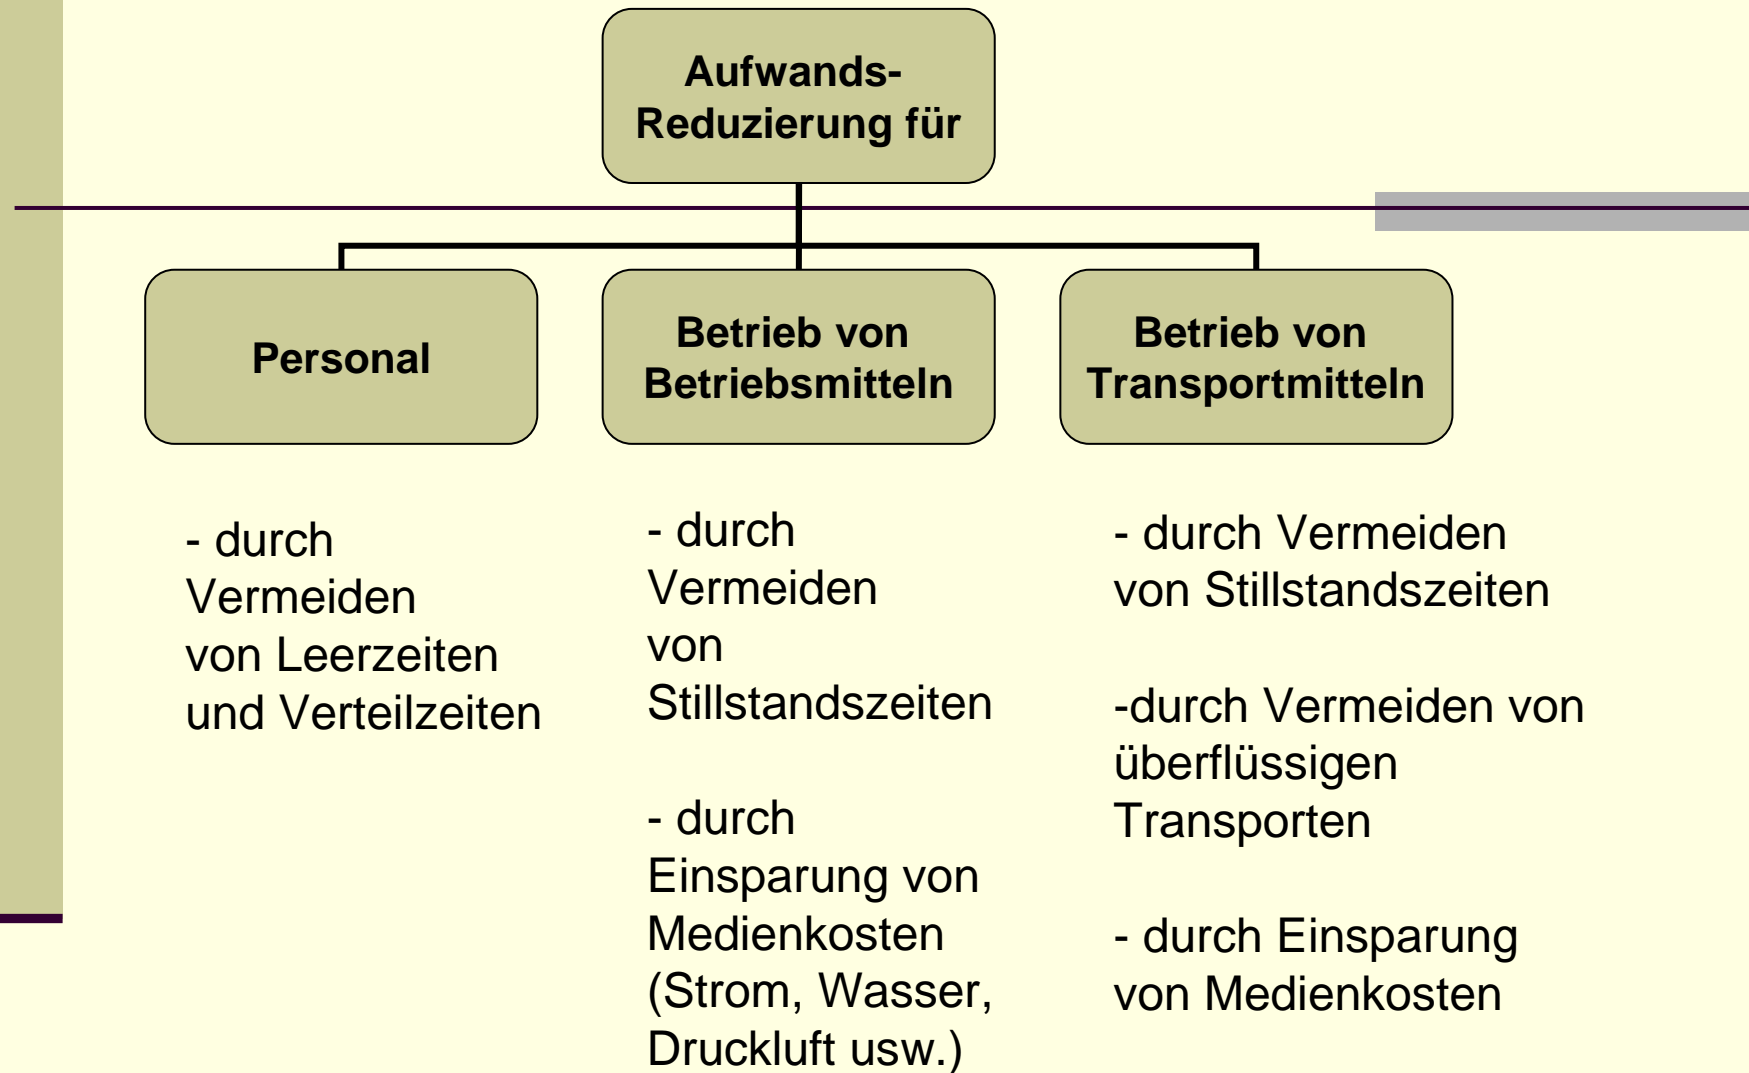 Aufwands-
Reduzierung für
Personal
Betrieb von
Betriebsmitteln
Betrieb von
Transportmitteln
- durch
Vermeiden
von Leerzeiten
und Verteilzeiten
- durch
Vermeiden
von
Stillstandszeiten
- durch
Einsparung von
Medienkosten
(Strom, Wasser,
Druckluft usw.)
- durch Vermeiden
von Stillstandszeiten
-durch Vermeiden von
überflüssigen
Transporten
- durch Einsparung
von Medienkosten